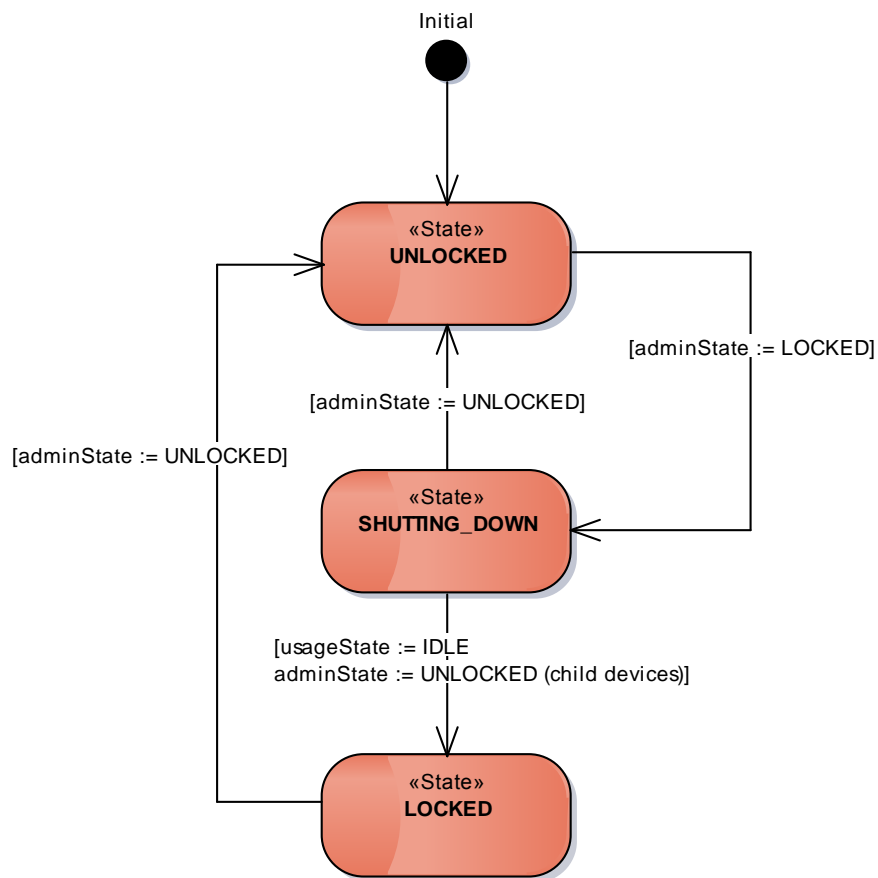 Initial
«State»
UNLOCKED
[adminState := LOCKED]
[adminState := UNLOCKED]
[adminState := UNLOCKED]
«State»
SHUTTING_DOWN
[usageState := IDLE
adminState := UNLOCKED (child devices)]
«State»
LOCKED